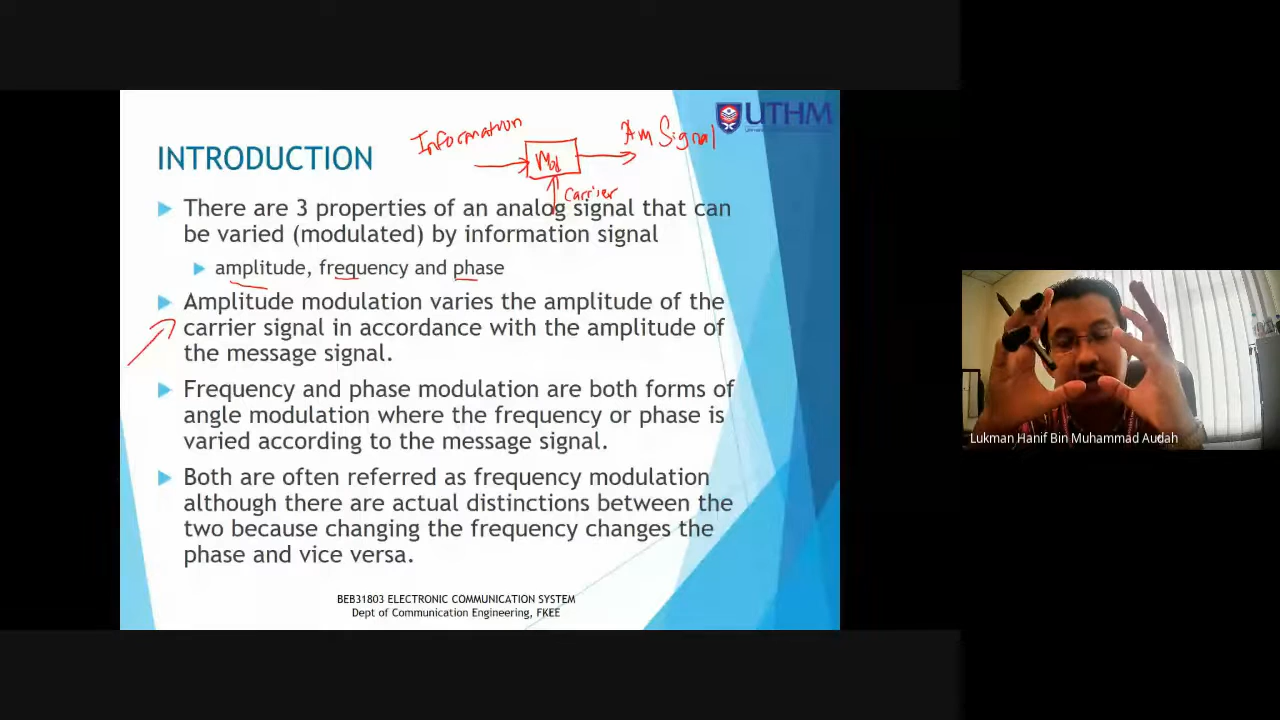 UTHM
Information
Am Signal
Mod
Carrier
INTRODUCTION
There are 3 properties of an analog signal that can
be varied (modulated) by information signal
amplitude, frequency and phase
Amplitude modulation varies the amplitude of the
carrier signal in accordance with the amplitude of
the message signal.
Frequency and phase modulation are both forms of
angle modulation where the frequency or phase is
varied according to the message signal.
Both are often referred as frequency modulation
although there are actual distinctions between the
two because changing the frequency changes the
phase and vice versa.
BEB31803 ELECTRONIC COMMUNICATION SYSTEM
Dept of Communication Engineering, FKEE
Lukman Hanif Bin Muhammad Audah